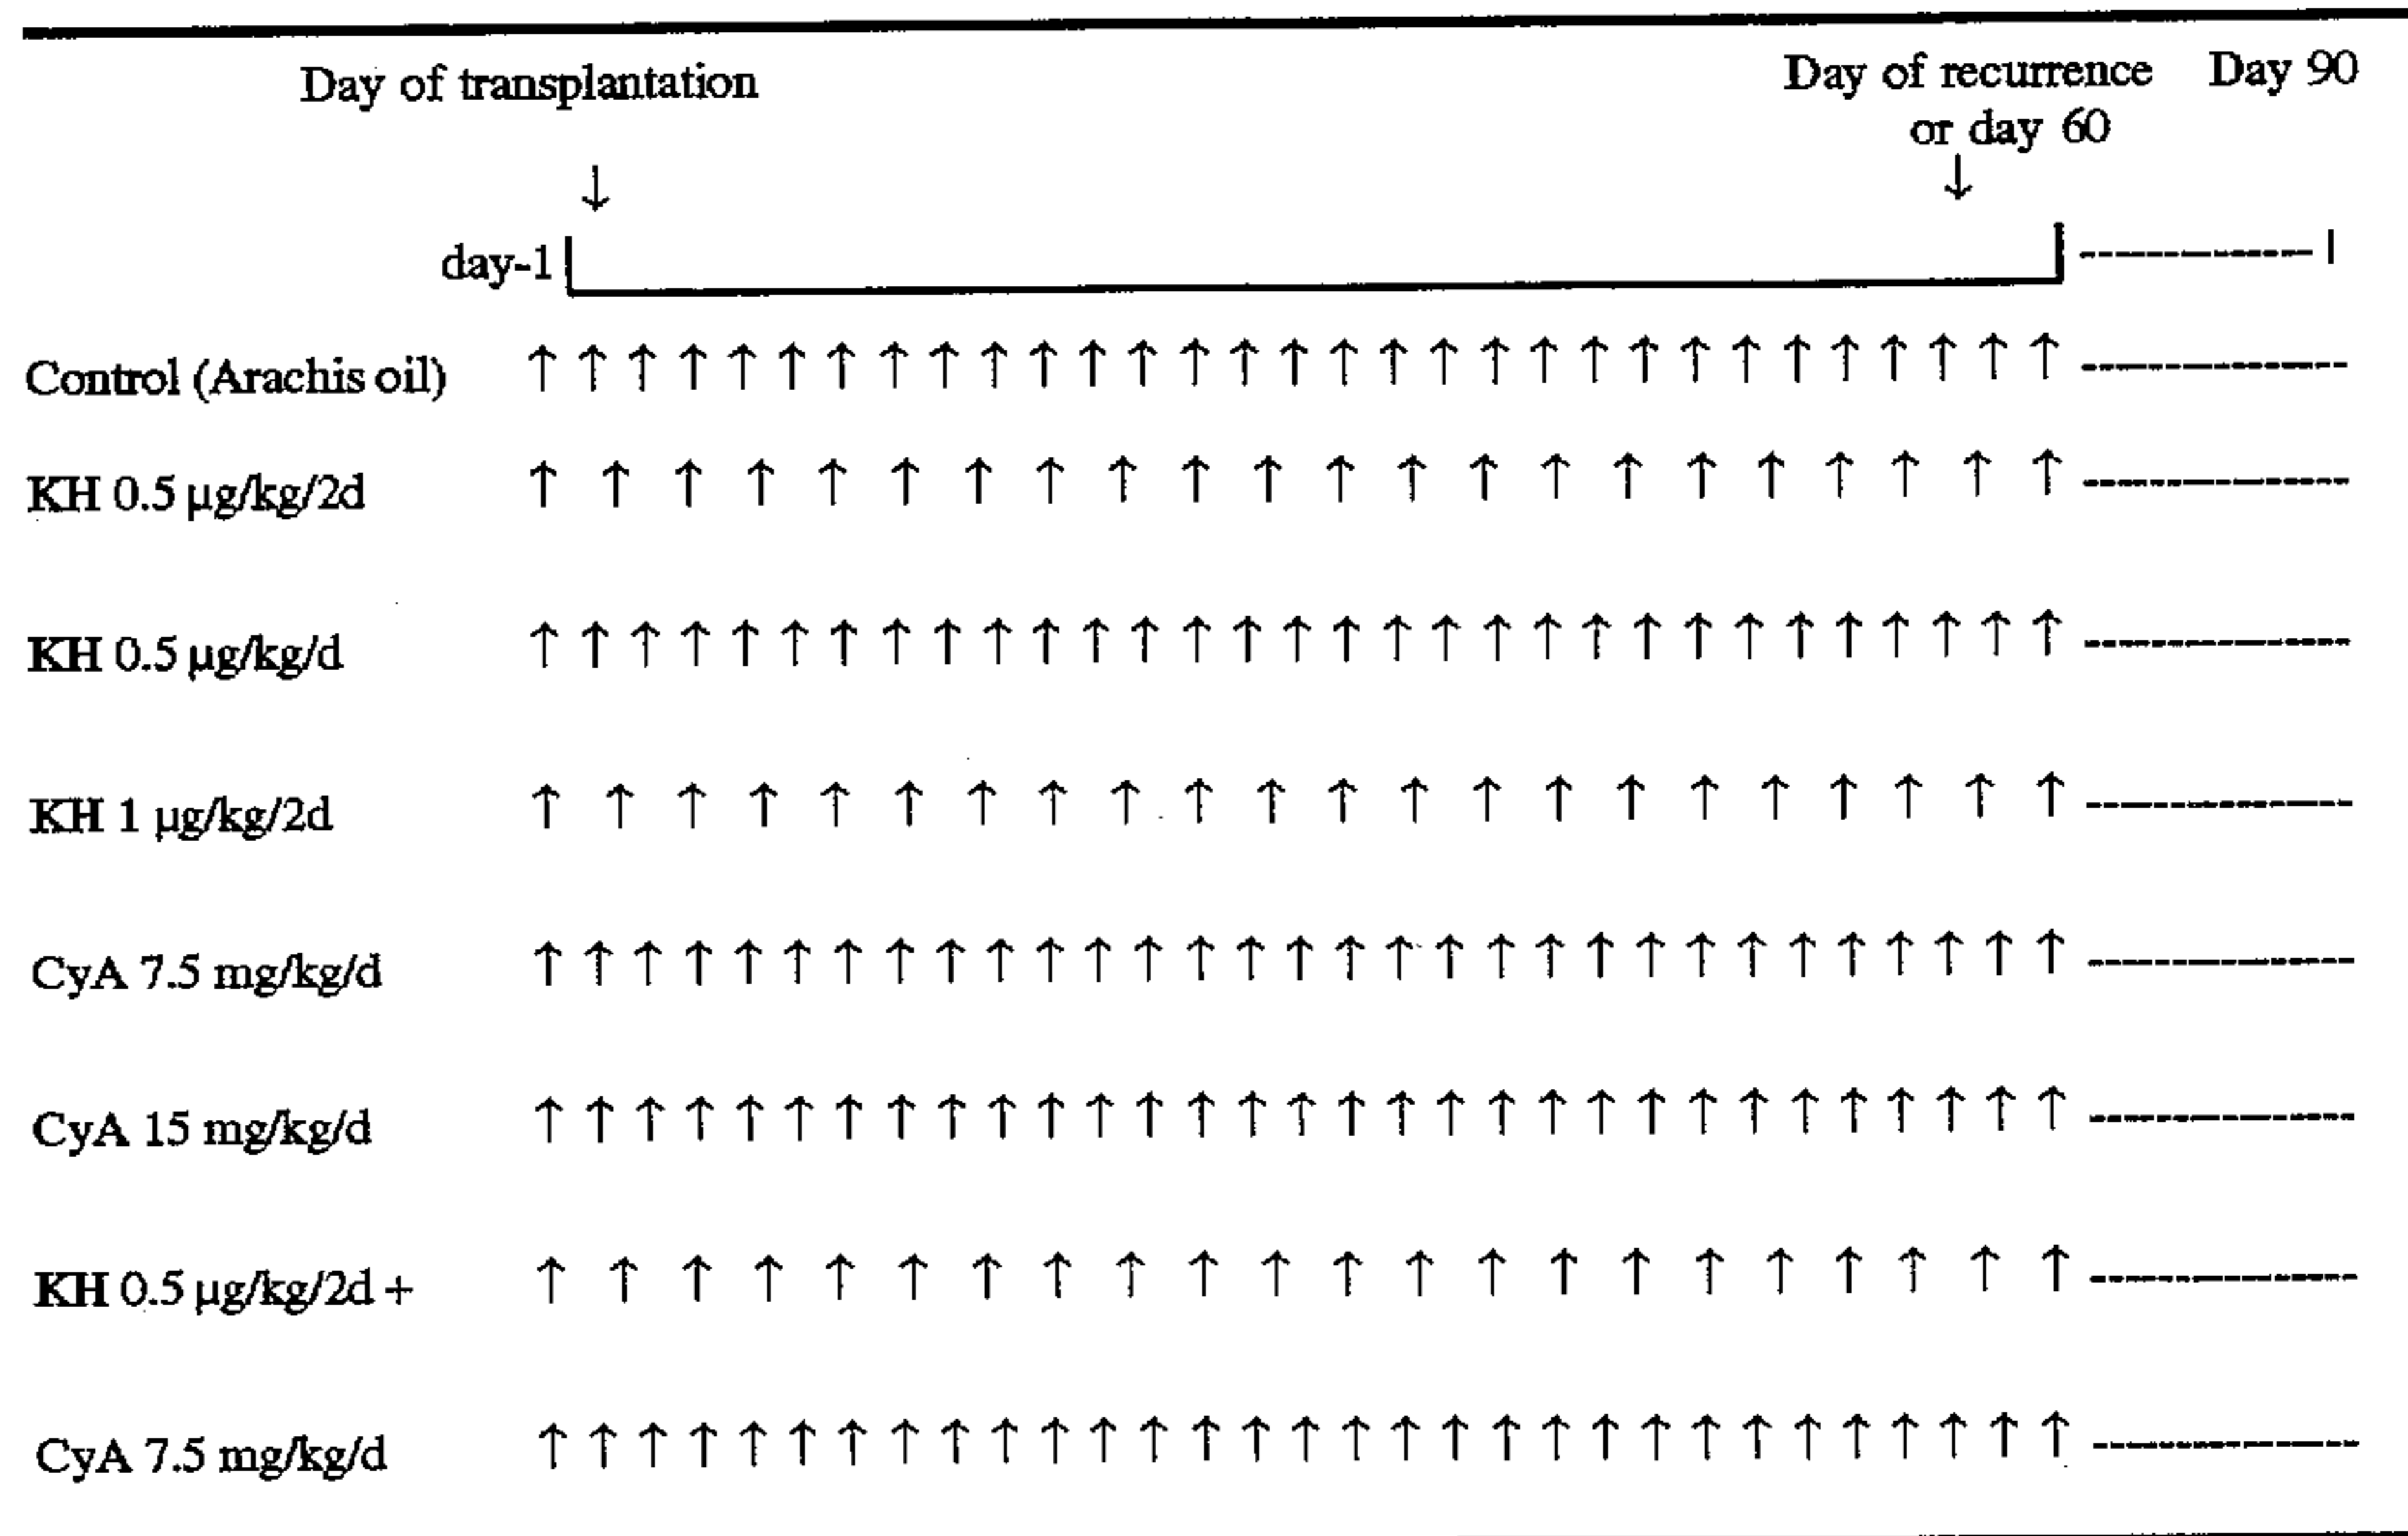 Day of transplantation
Day of recurrence Day 90
or day 60
day-1
Control (Arachis oil)
KH 0.5 µg/kg/2d
KH 0.5 µg/kg/d
KH 1 µg/kg/2d
CyA 7.5 mg/kg/d
CyA 15 mg/kg/d
KH 0.5 µg/kg/2d +
CyA 7.5 mg/kg/d